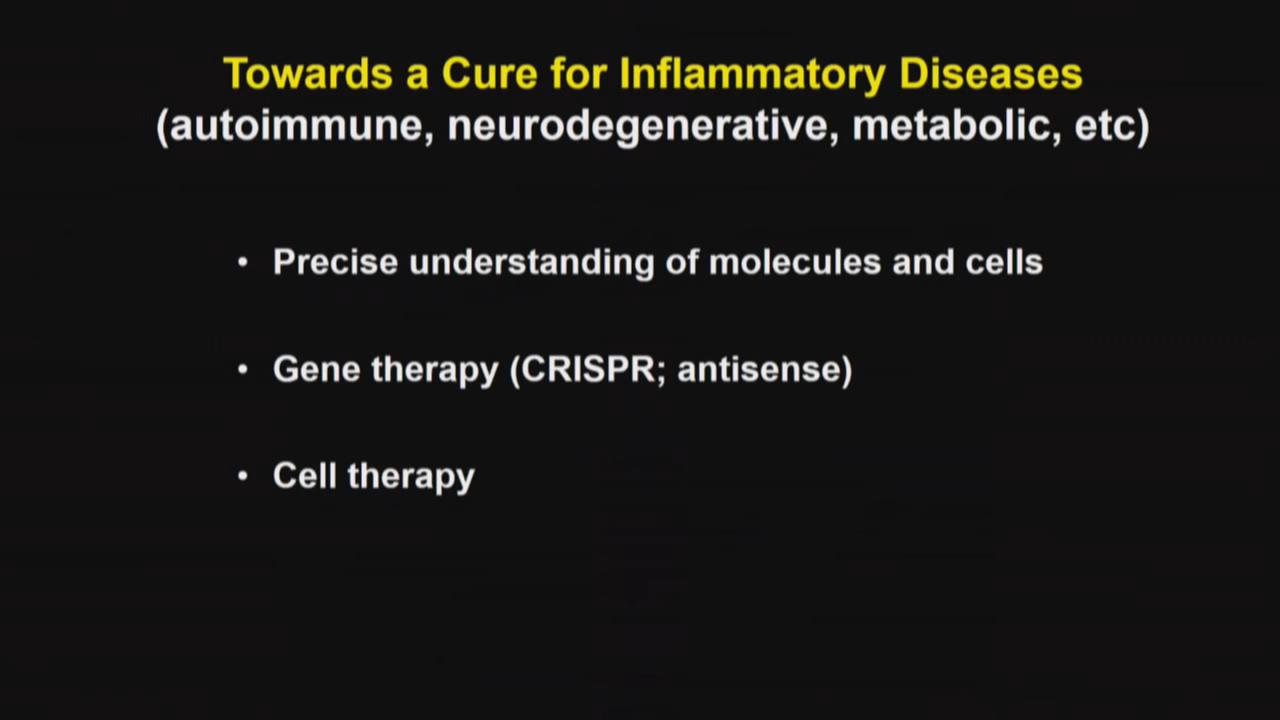 Towards a Cure for Inflammatory Diseases
(autoimmune, neurodegenerative, metabolic, etc)
• Precise understanding of molecules and cells
• Gene therapy (CRISPR; antisense)
• Cell therapy